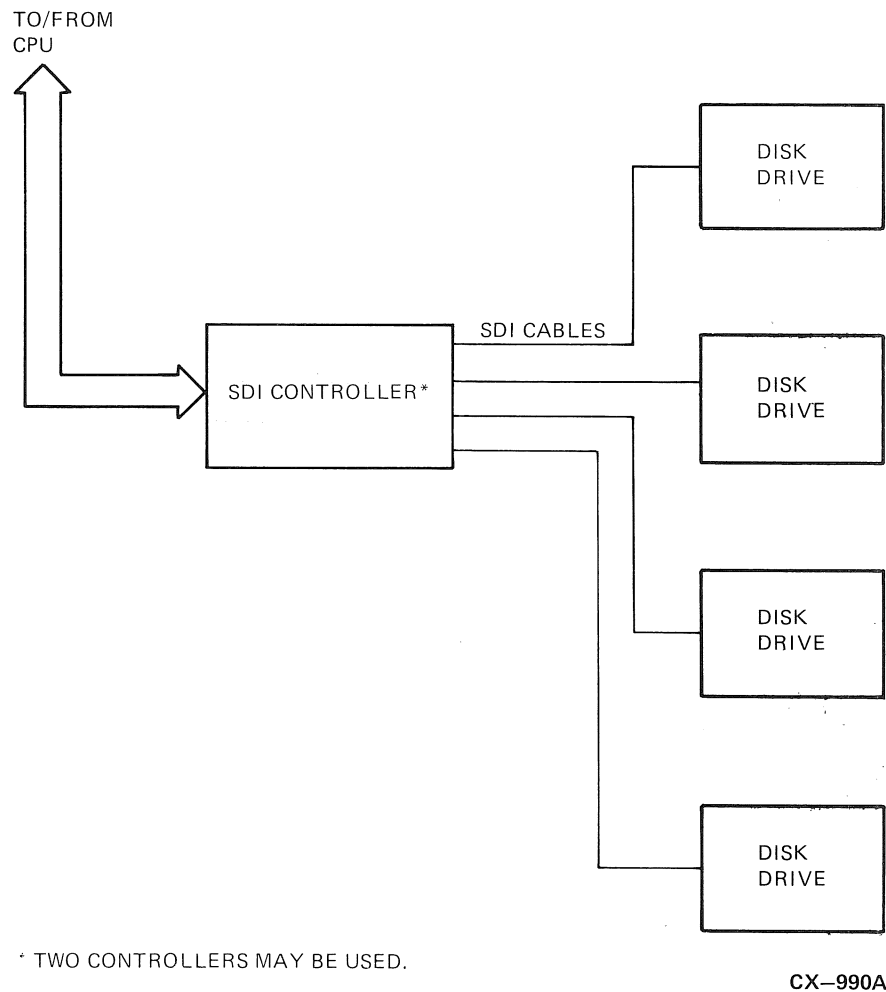 TO/FROM
CPU
DISK
DRIVE
SDI CABLES
SDI CONTROLLER*
DISK
DRIVE
DISK
DRIVE
DISK
DRIVE
* TWO CONTROLLERS MAY BE USED.
CX–990A